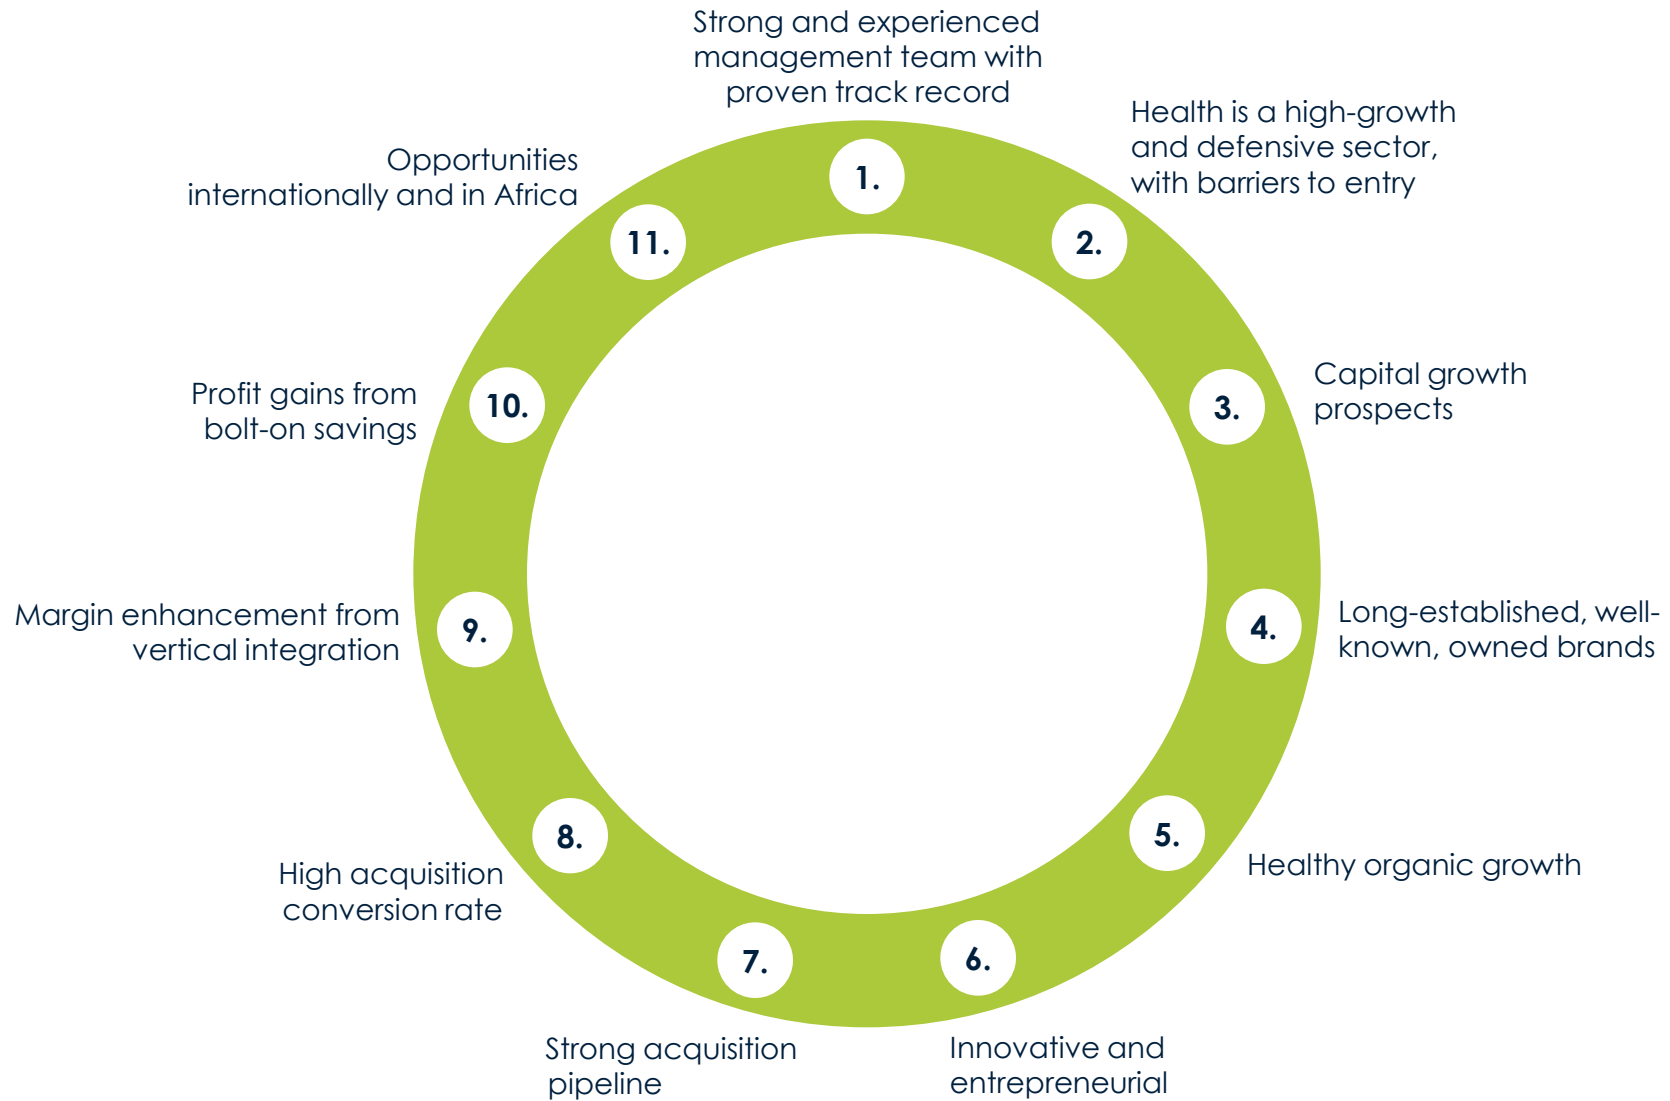 1.
Strong and experienced
management team with
proven track record
2.
Health is a high-growth
and defensive sector,
with barriers to entry
3.
Capital growth
prospects
4.
Long-established, well-
known, owned brands
5.
Healthy organic growth
6.
Innovative and
entrepreneurial
7.
Strong acquisition
pipeline
8.
High acquisition
conversion rate
9.
Margin enhancement from
vertical integration
10.
Profit gains from
bolt-on savings
11.
Opportunities
internationally and in Africa